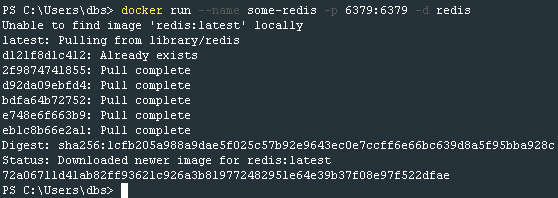 PS C:\Users\dbs> docker run --name some-redis -p 6379:6379 -d redis
Unable to find image 'redis:latest' locally
latest: Pulling from library/redis
d121f8d1c412: Already exists
2f9874741855: Pull complete
d92da09ebfd4: Pull complete
bdfa64b72752: Pull complete
e748e6f663b9: Pull complete
eb1c8b66e2a1: Pull complete
Digest: sha256:1cfb205a988a9dae5f025c57b92e9643ec0e7ccff6e66bc639d8a5f95bba928c
Status: Downloaded newer image for redis:latest
72a06711d41ab82ff93621c926a3b819772482951e64e39b37f08e97f522dfae
PS C:\Users\dbs>